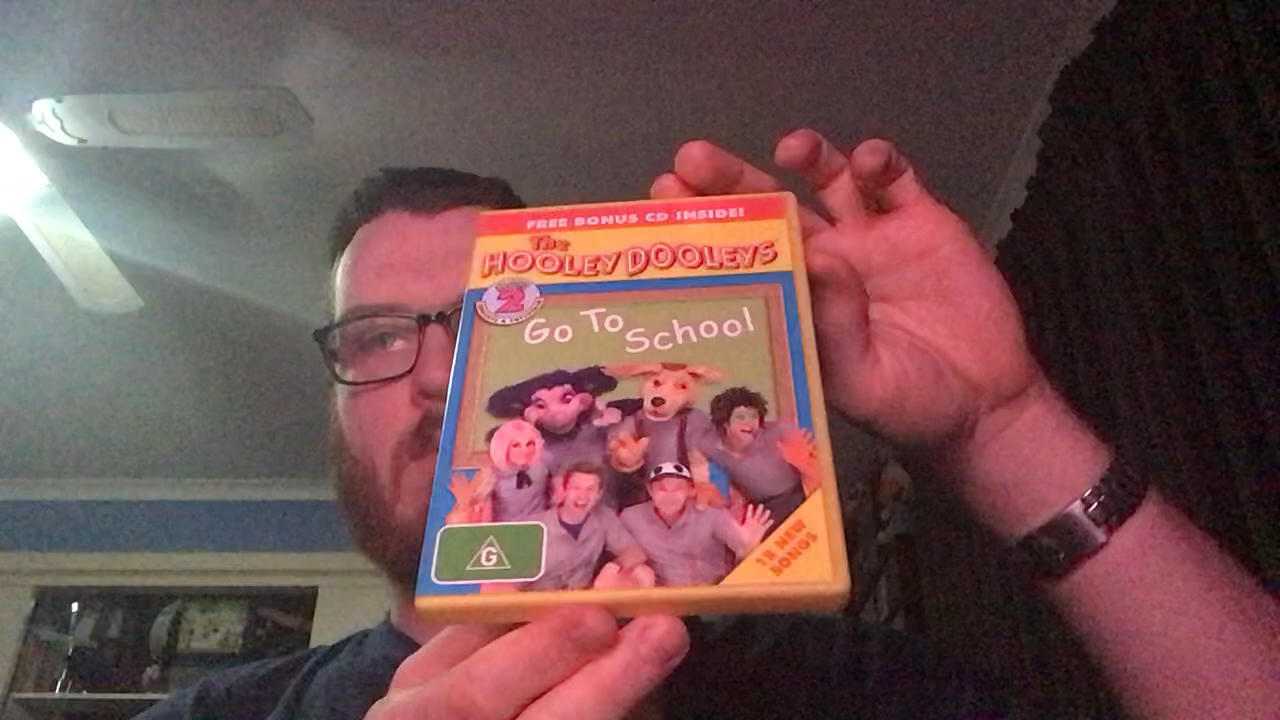 FREE BONUS CD INSIDE!
The
HOOLEY DOOLEYS
2
Go To
School
G
18 NEW
SONGS